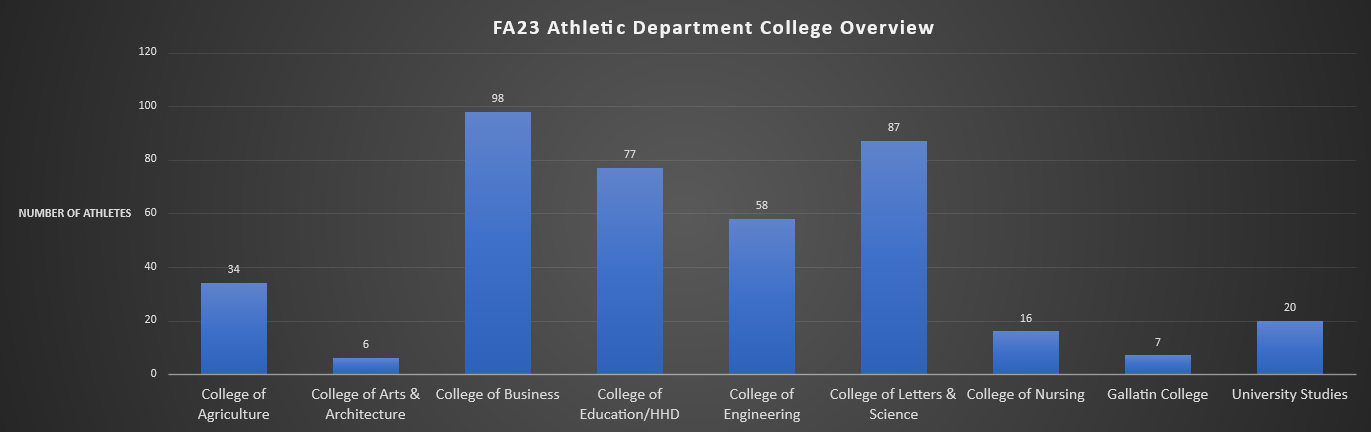 FA23 Athletic Department College Overview
120
100
80
60
40
20
0
NUMBER OF ATHLETES
34
6
98
77
58
87
16
7
20
College of
Agriculture
College of Arts &
Architecture
College of Business
College of
Education/HHD
College of
Engineering
College of Letters &
Science
College of Nursing
Gallatin College
University Studies